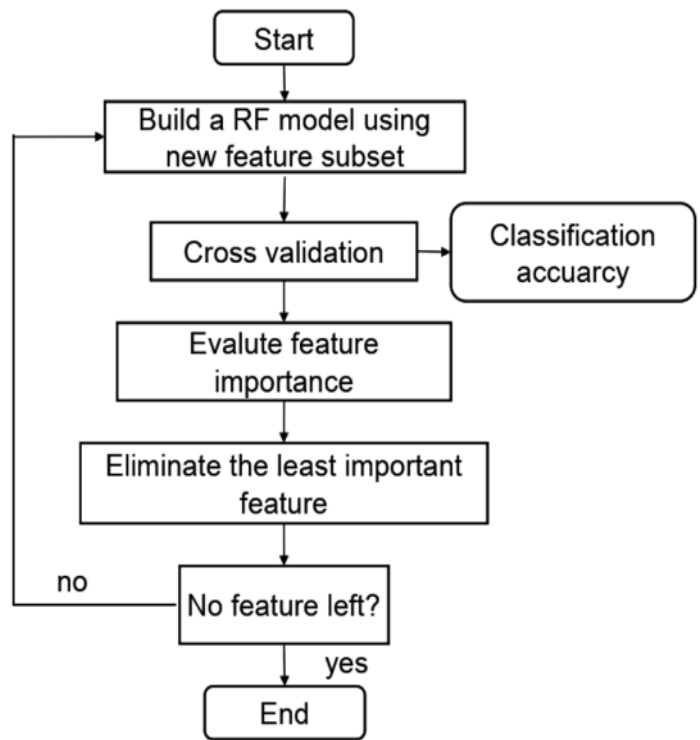 Start
Build a RF model using
new feature subset
Cross validation
Classification
accuarcy
Evalute feature
importance
Eliminate the least important
feature
no
No feature left?
yes
End